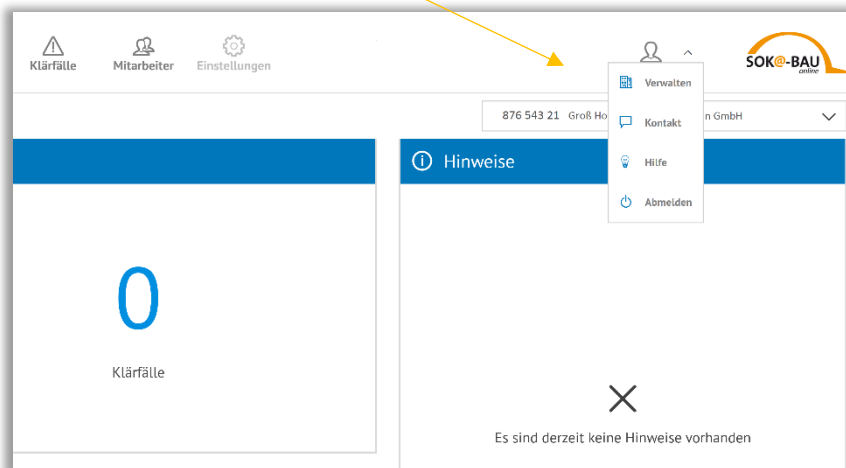 Klärfälle Mitarbeiter Einstellungen
SOK@-BAU
online
Verwalten
876 543 21 Groß Ho n GmbH
Kontakt
Hinweise
Hilfe
Abmelden
0
Klärfälle
Es sind derzeit keine Hinweise vorhanden